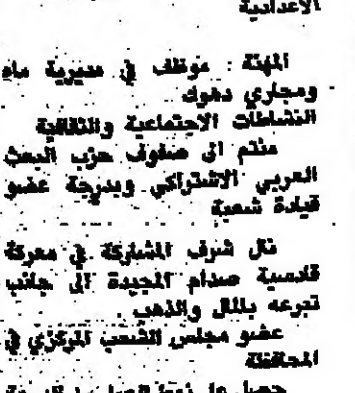 الاعدادية
المهنة : موظف في مديرية ماء
ومجاري دهوك
النشاطات الاجتماعية والثقافية
منتم الى صفوف حزب البعث
العربي الاشتراكي وبدرجة عضو
قيادة شعبة
نال شرف المشاركة في معركة
قادسية صدام المجيدة الى جانب
تبرعه بالمال والذهب .
عضو مجلس الشعب المركزي في
المحافظة
حصل على